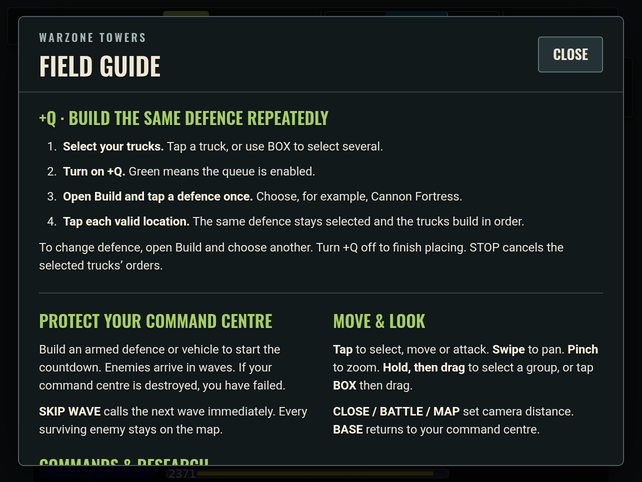 WARZONE TOWERS
FIELD GUIDE
CLOSE
+Q · BUILD THE SAME DEFENCE REPEATEDLY
1. Select your trucks. Tap a truck, or use BOX to select several.
2. Turn on +Q. Green means the queue is enabled.
3. Open Build and tap a defence once. Choose, for example, Cannon Fortress.
4. Tap each valid location. The same defence stays selected and the trucks build in order.
To change defence, open Build and choose another. Turn +Q off to finish placing. STOP cancels the
selected trucks’ orders.
PROTECT YOUR COMMAND CENTRE
Build an armed defence or vehicle to start the
countdown. Enemies arrive in waves. If your
command centre is destroyed, you have failed.
SKIP WAVE calls the next wave immediately. Every
surviving enemy stays on the map.
MOVE & LOOK
Tap to select, move or attack. Swipe to pan. Pinch
to zoom. Hold, then drag to select a group, or tap
BOX then drag.
CLOSE / BATTLE / MAP set camera distance.
BASE returns to your command centre.
COMMANDS & RESEARCH
2371